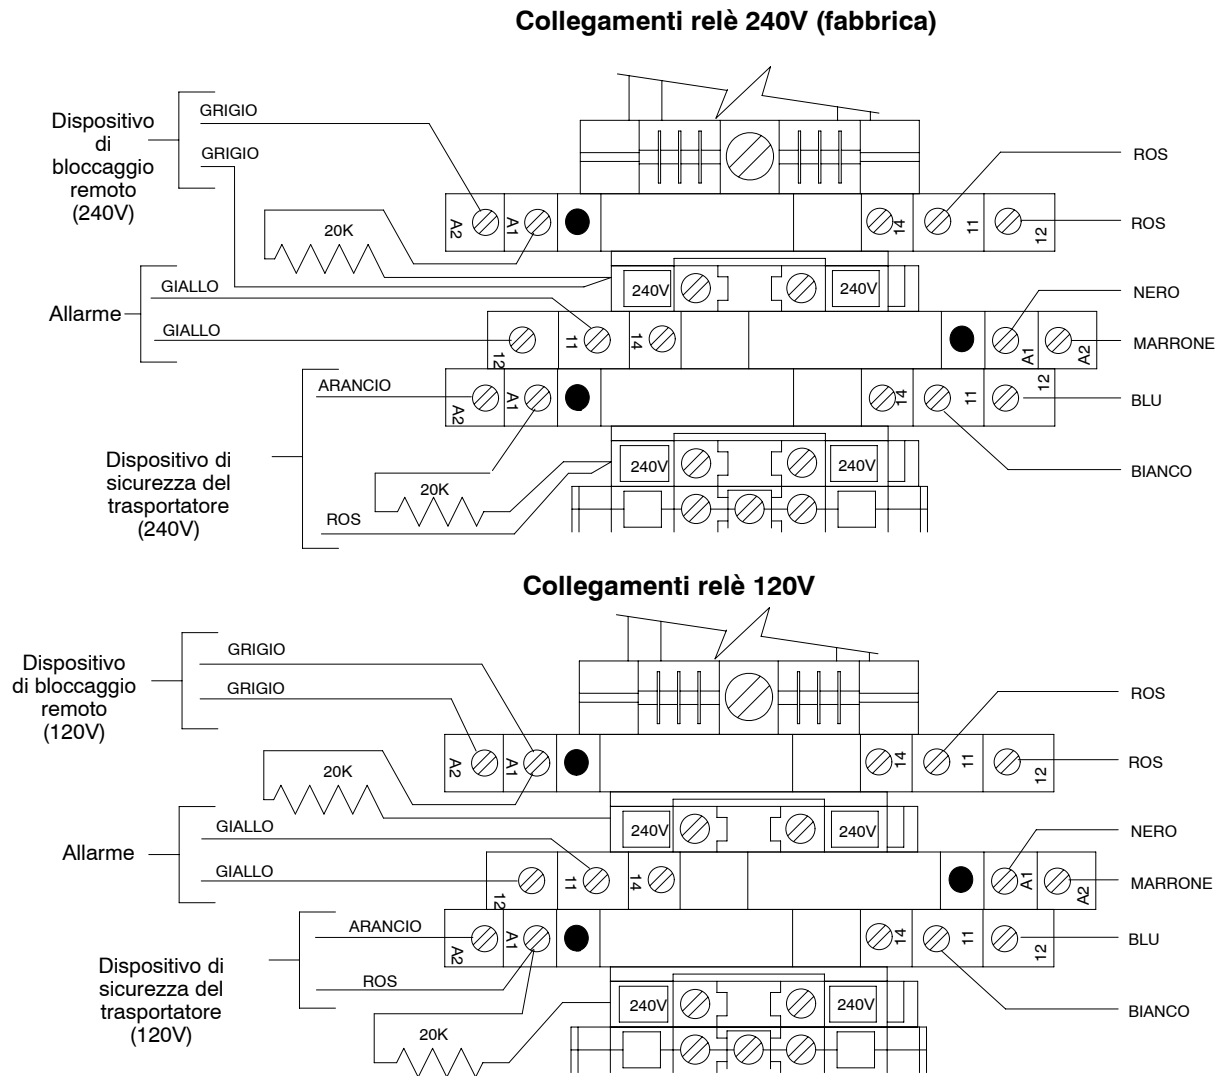 Collegamenti relè 240V (fabbrica)
Dispositivo
di
bloccaggio
remoto
(240V)
GRIGIO
GRIGIO
20K
A2
A1
14
11
12
ROS
ROS
240V
240V
Allarme
GIALLO
GIALLO
12
11
14
A1
A2
NERO
MARRONE
Dispositivo di
sicurezza del
trasportatore
(240V)
ARANCIO
ROS
20K
A2
A1
14
11
12
BLU
BIANCO
240V
240V
Collegamenti relè 120V
Dispositivo
di bloccaggio
remoto
(120V)
GRIGIO
GRIGIO
20K
A2
A1
14
11
12
ROS
ROS
240V
240V
Allarme
GIALLO
GIALLO
12
11
14
A1
A2
NERO
MARRONE
Dispositivo di
sicurezza del
trasportatore
(120V)
ARANCIO
ROS
20K
A2
A1
14
11
12
BLU
BIANCO
240V
240V